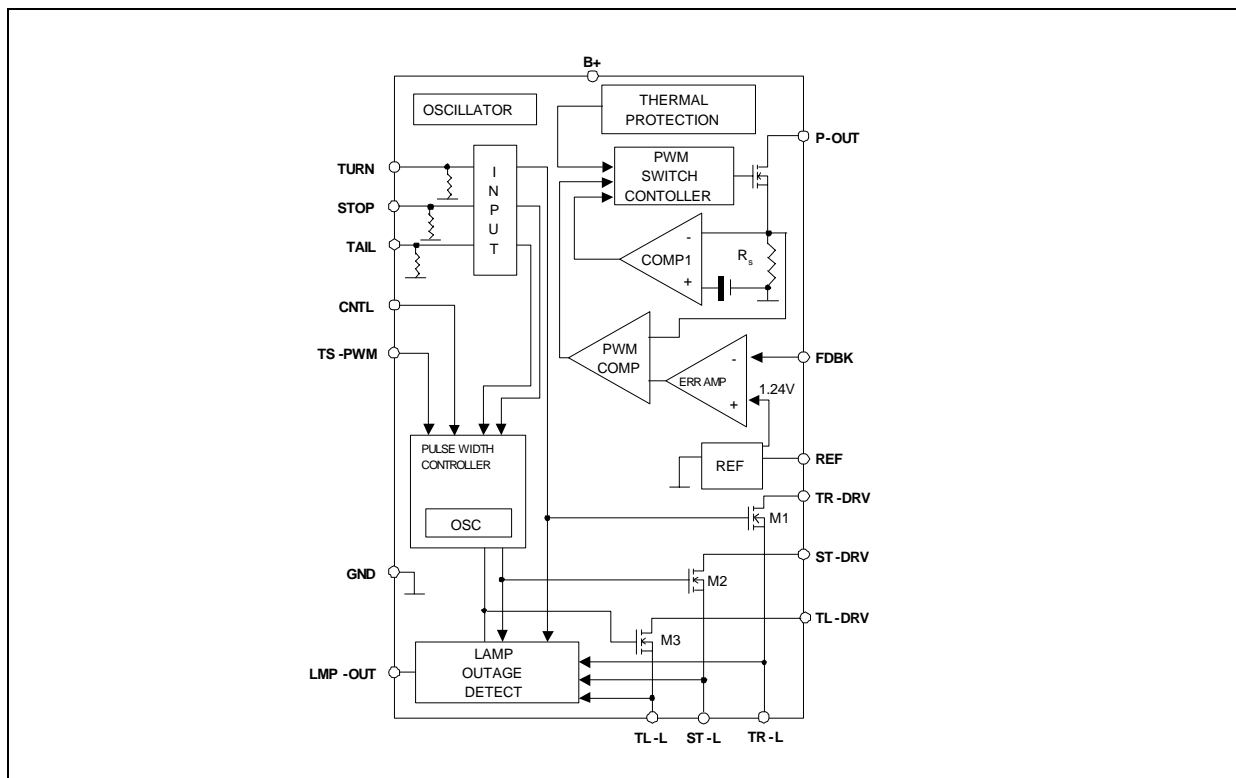 B+
OSCILLATOR
THERMAL
PROTECTION
P-OUT
TURN
STOP
TAIL
I
N
P
U
T
PWM
SWITCH
CONTOLLER
-
COMP1
+
Rs
CNTL
TS-PWM
PWM
COMP
-
ERR AMP
+
1.24V
FDBK
PULSE WIDTH
CONTROLLER
OSC
REF
REF
TR-DRV
M1
ST-DRV
M2
GND
TL-DRV
M3
LMP-OUT
LAMP
OUTAGE
DETECT
TL-L
ST-L
TR-L